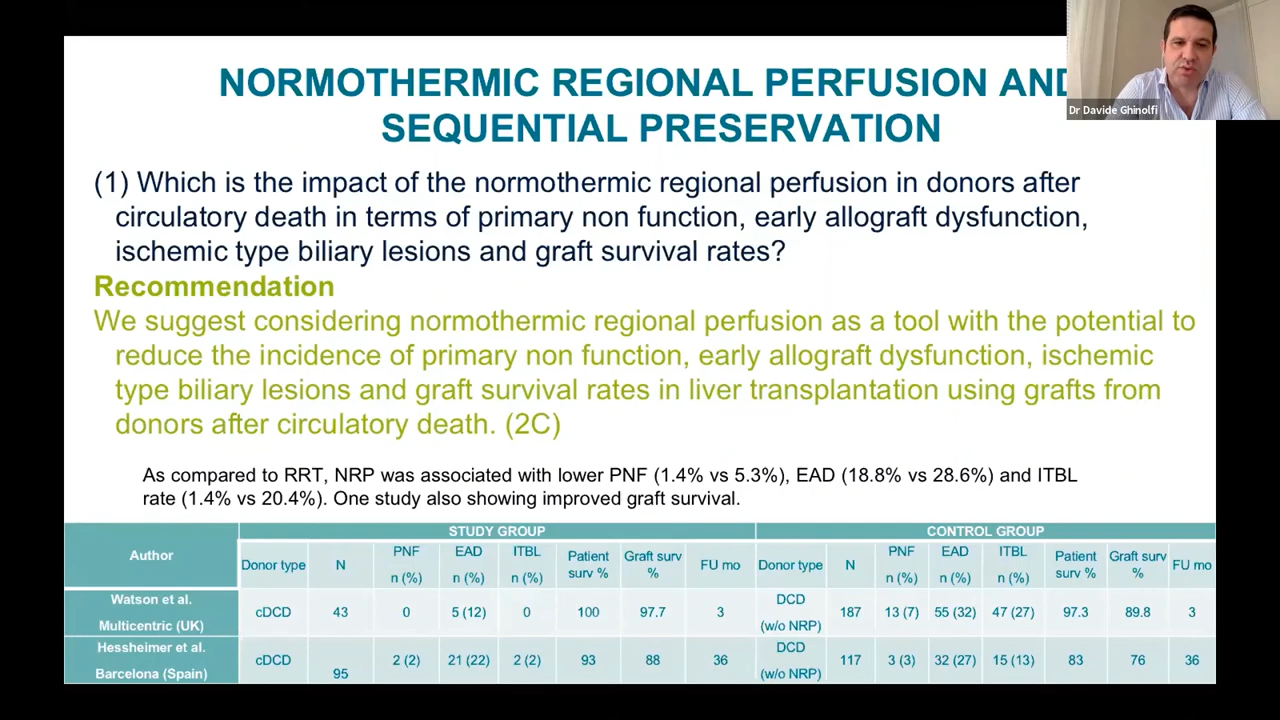 NORMOTHERMIC REGIONAL PERFUSION AND
SEQUENTIAL PRESERVATION
Dr Davide Ghinolfi
(1) Which is the impact of the normothermic regional perfusion in donors after
circulatory death in terms of primary non function, early allograft dysfunction,
ischemic type biliary lesions and graft survival rates?
Recommendation
We suggest considering normothermic regional perfusion as a tool with the potential to
reduce the incidence of primary non function, early allograft dysfunction, ischemic
type biliary lesions and graft survival rates in liver transplantation using grafts from
donors after circulatory death. (2C)
As compared to RRT, NRP was associated with lower PNF (1.4% vs 5.3%), EAD (18.8% vs 28.6%) and ITBL
rate (1.4% vs 20.4%). One study also showing improved graft survival.
STUDY GROUP CONTROL GROUP
Author Donor type N PNF n (%) EAD n (%) ITBL n (%) Patient surv % Graft surv % FU mo Donor type N PNF n (%) EAD n (%) ITBL n (%) Patient surv % Graft surv % FU mo
Watson et al. Multicentric (UK) cDCD 43 0 5 (12) 0 100 97.7 3 DCD (w/o NRP) 187 13 (7) 55 (32) 47 (27) 97.3 89.8 3
Hessheimer et al. Barcelona (Spain) cDCD 95 2 (2) 21 (22) 2 (2) 93 88 36 DCD (w/o NRP) 117 3 (3) 32 (27) 15 (13) 83 76 36